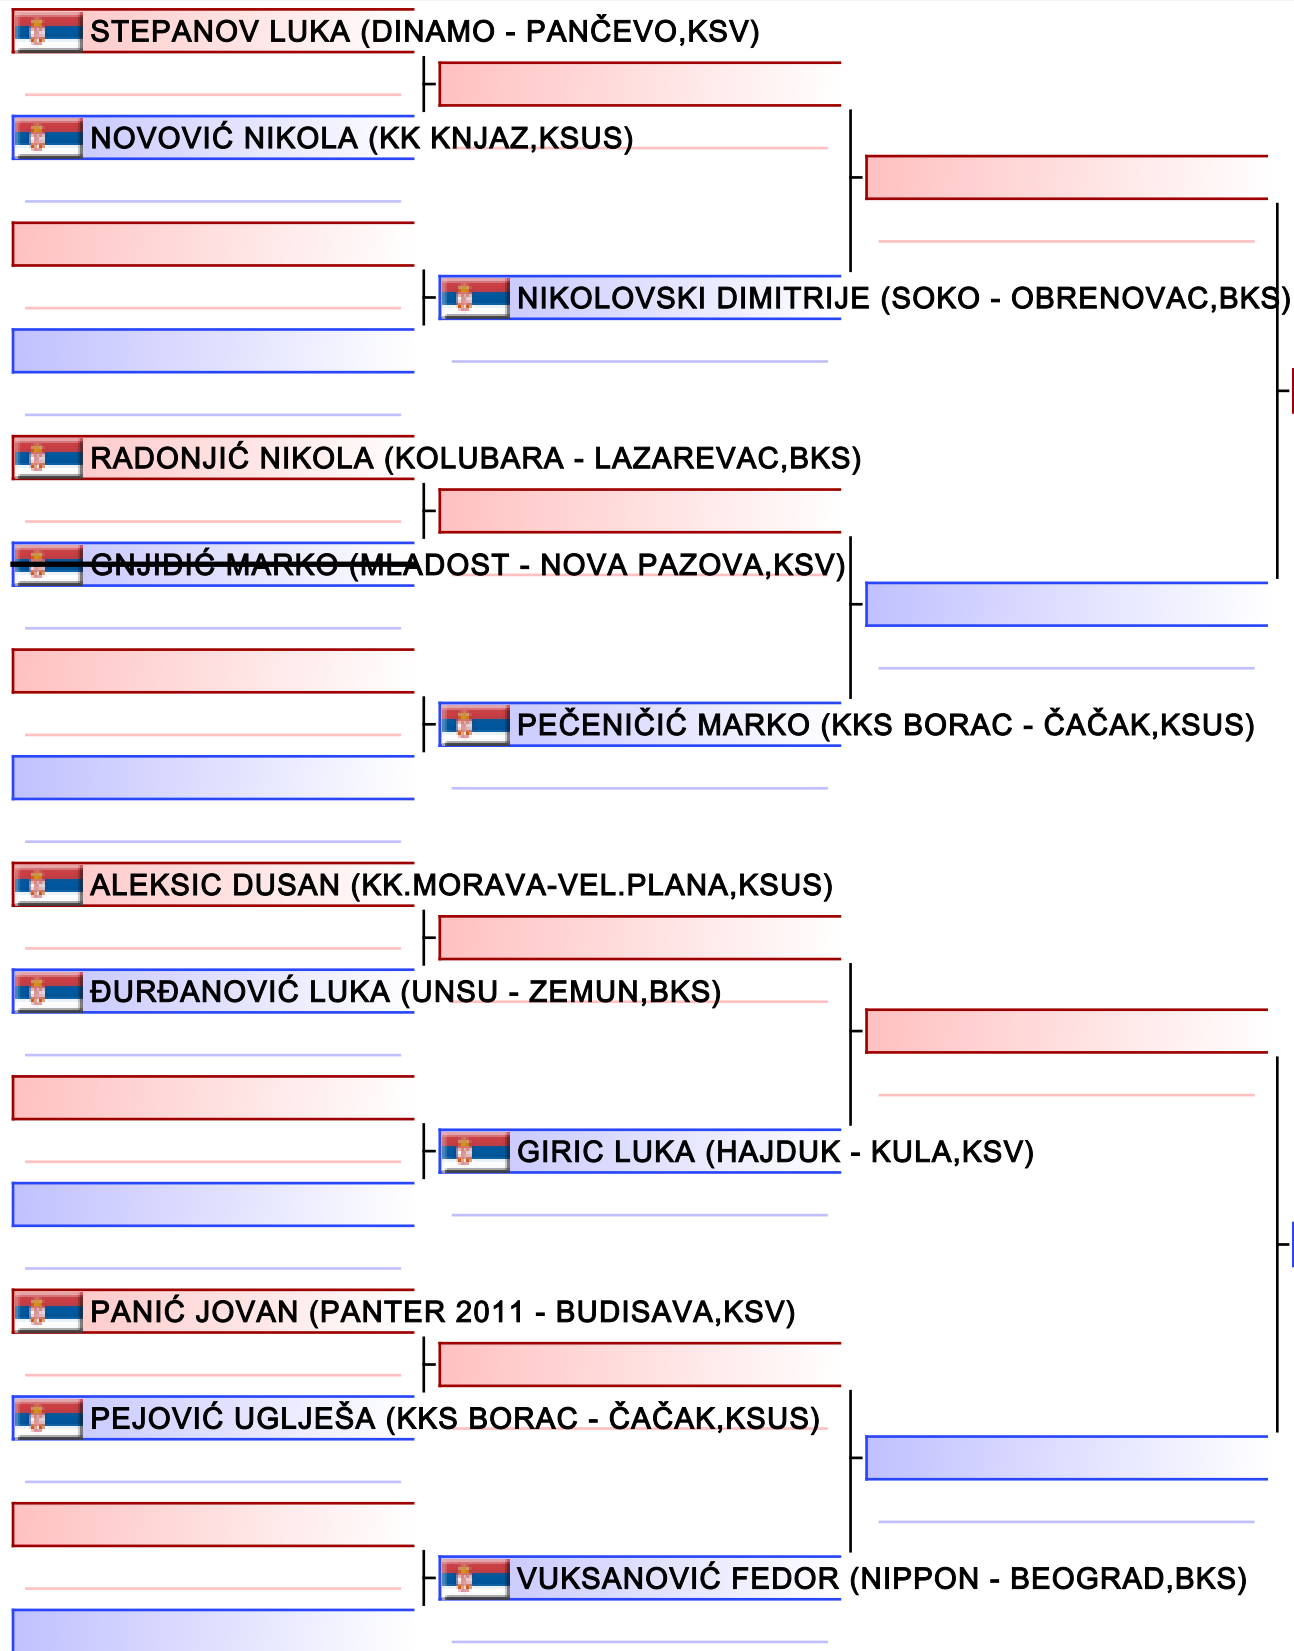 STEPANOV LUKA (DINAMO - PANČEVO,KSV)
NOVOVIĆ NIKOLA (KK KNJAZ,KSUS)
NIKOLOVSKI DIMITRIJE (SOKO - OBRENOVAC,BKS)
RADONJIĆ NIKOLA (KOLUBARA - LAZAREVAC,BKS)
GNJIDIĆ MARKO (MLADOST - NOVA PAZOVA,KSV)
PEČENIČIĆ MARKO (KKS BORAC - ČAČAK,KSUS)
ALEKSIC DUSAN (KK.MORAVA-VEL.PLANA,KSUS)
ĐURĐANOVIĆ LUKA (UNSU - ZEMUN,BKS)
GIRIC LUKA (HAJDUK - KULA,KSV)
PANIĆ JOVAN (PANTER 2011 - BUDISAVA,KSV)
PEJOVIĆ UGLJEŠA (KKS BORAC - ČAČAK,KSUS)
VUKSANOVIĆ FEDOR (NIPPON - BEOGRAD,BKS)